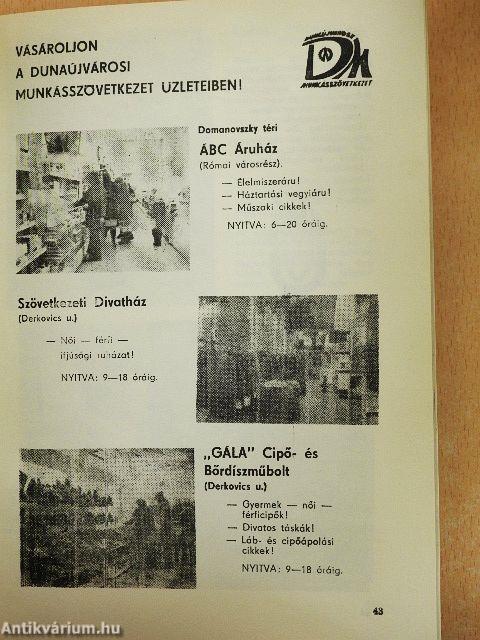 VÁSÁROLJON
A DUNAÚJVÁROSI
MUNKÁSSZÖVETKEZET ÜZLETEIBEN!
DUNAÚJVÁROSI
DM
MUNKÁSSZÖVETKEZET
Domanovszky téri
ÁBC Áruház
(Római városrész).
— Élelmiszeráru!
— Háztartási vegyiáru!
— Műszaki cikkek!
NYITVA: 6—20 óráig.
Szövetkezeti Divatház
(Derkovics u.)
— Női — férfi —
ifjúsági ruházat!
NYITVA: 9—18 óráig.
„GÁLA" Cipő- és
Bőrdíszműbolt
(Derkovics u.)
— Gyermek — női —
férficipők!
— Divatos táskák!
— Láb- és cipőápolási
cikkek!
NYITVA: 9—18 óráig.
43
Antikvárium.hu